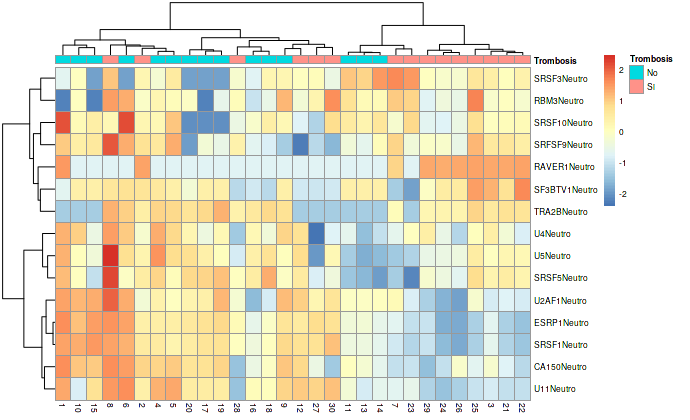 Trombosis
Trombosis
No
SI
SRSF3Neutro
RBM3Neutro
SRSF10Neutro
SRFSF9Neutro
RAVER1Neutro
SF3BTV1Neutro
TRA2BNeutro
U4Neutro
U5Neutro
SRSF5Neutro
U2AF1Neutro
ESRP1Neutro
SRSF1Neutro
CA150Neutro
U11Neutro
2
1
0
-1
-2
1 10 15 8 6 2 4 5 20 17 19 28 16 18 9 12 27 30 11 13 14 7 23 29 24 26 25 3 21 22